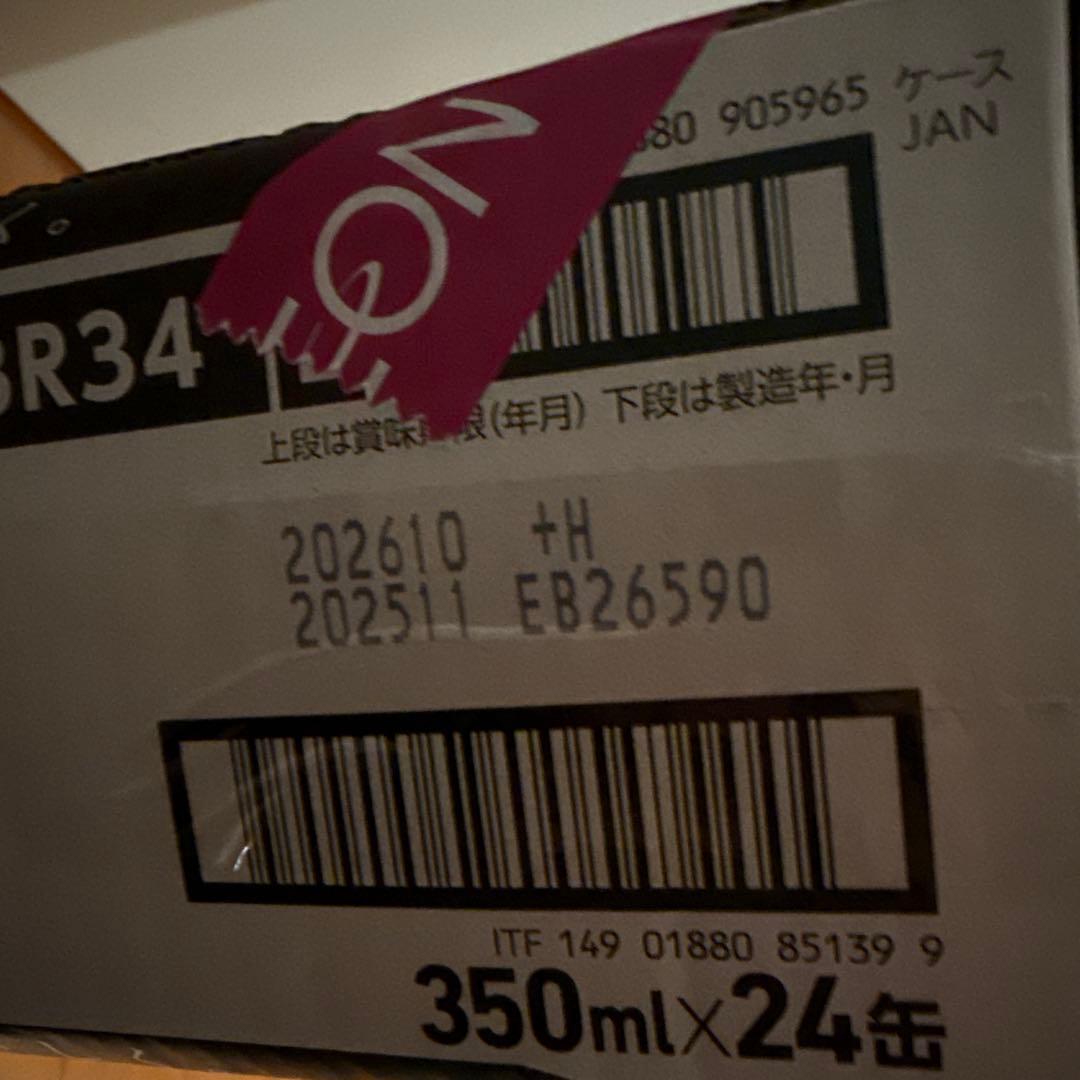 880 905965 ケース
JAN
BR34
上段は賞味期限(年月) 下段は製造年・月
202610 +H
202511 EB26590
ITF 149 01880 85139 9
350ml×24缶